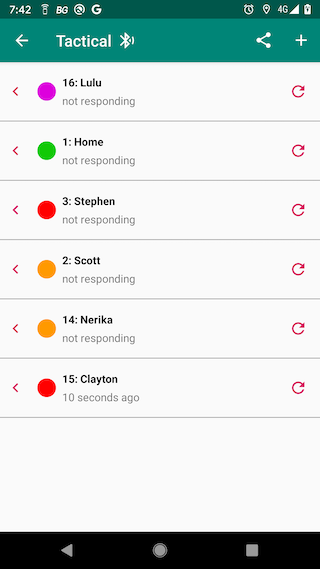 7:42 BG G 4G
Tactical
16: Lulu
not responding
1: Home
not responding
3: Stephen
not responding
2: Scott
not responding
14: Nerika
not responding
15: Clayton
10 seconds ago